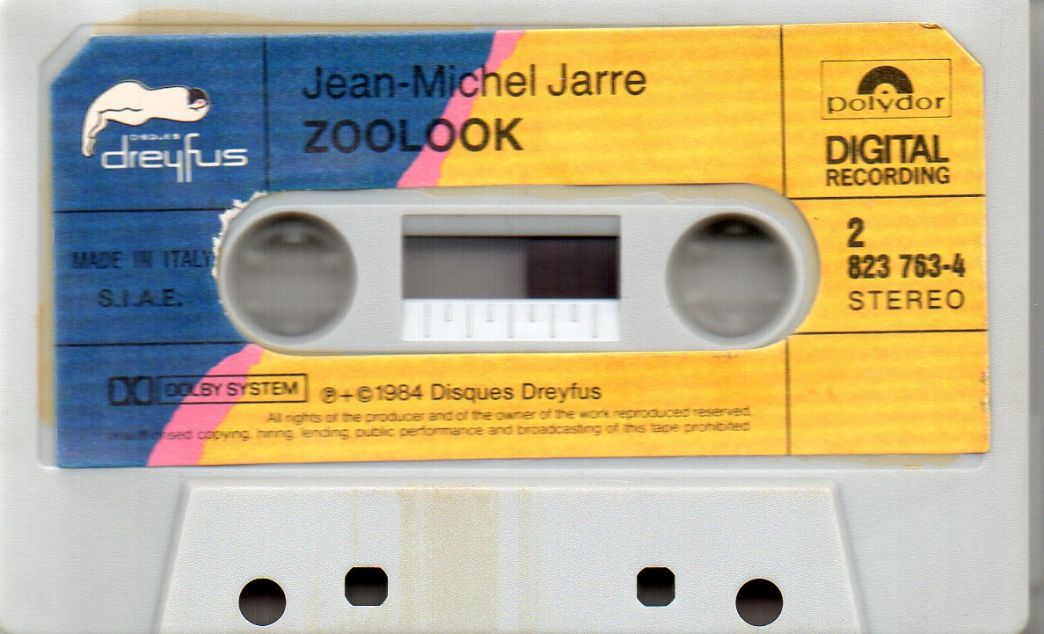 Jean-Michel Jarre
ZOOLOOK
DISQUES
dreyfus
polydor
DIGITAL
RECORDING
MADE IN ITALY
S.I.A.E.
2
823 763-4
STEREO
DOLBY SYSTEM
℗+©1984 Disques Dreyfus
All rights of the producer and of the owner of the work reproduced reserved,
unauthorised copying, hiring, lending, public performance and broadcasting of this tape prohibited